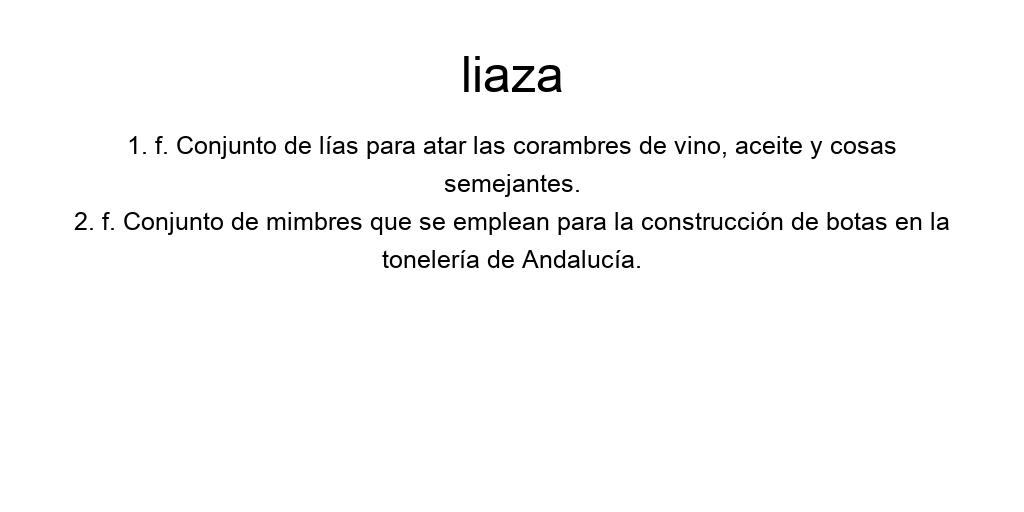 liaza
1. f. Conjunto de lías para atar las corambres de vino, aceite y cosas
semejantes.
2. f. Conjunto de mimbres que se emplean para la construcción de botas en la
tonelería de Andalucía.